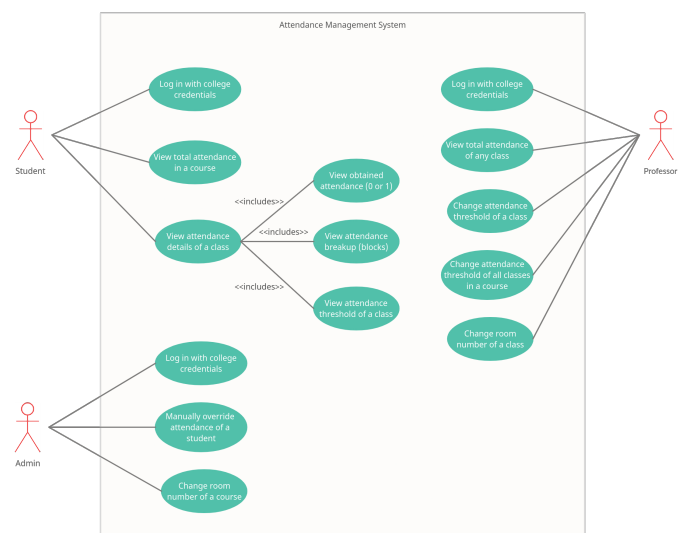 Attendance Management System
Log in with college
credentials
View total attendance
in a course
Student
View attendance
details of a class
<<includes>>
<<includes>>
<<includes>>
View obtained
attendance (0 or 1)
View attendance
breakup (blocks)
View attendance
threshold of a class
Log in with college
credentials
View total attendance
of any class
Change attendance
threshold of a class
Change attendance
threshold of all classes
in a course
Change room
number of a class
Professor
Log in with college
credentials
Manually override
attendance of a
student
Change room
number of a course
Admin